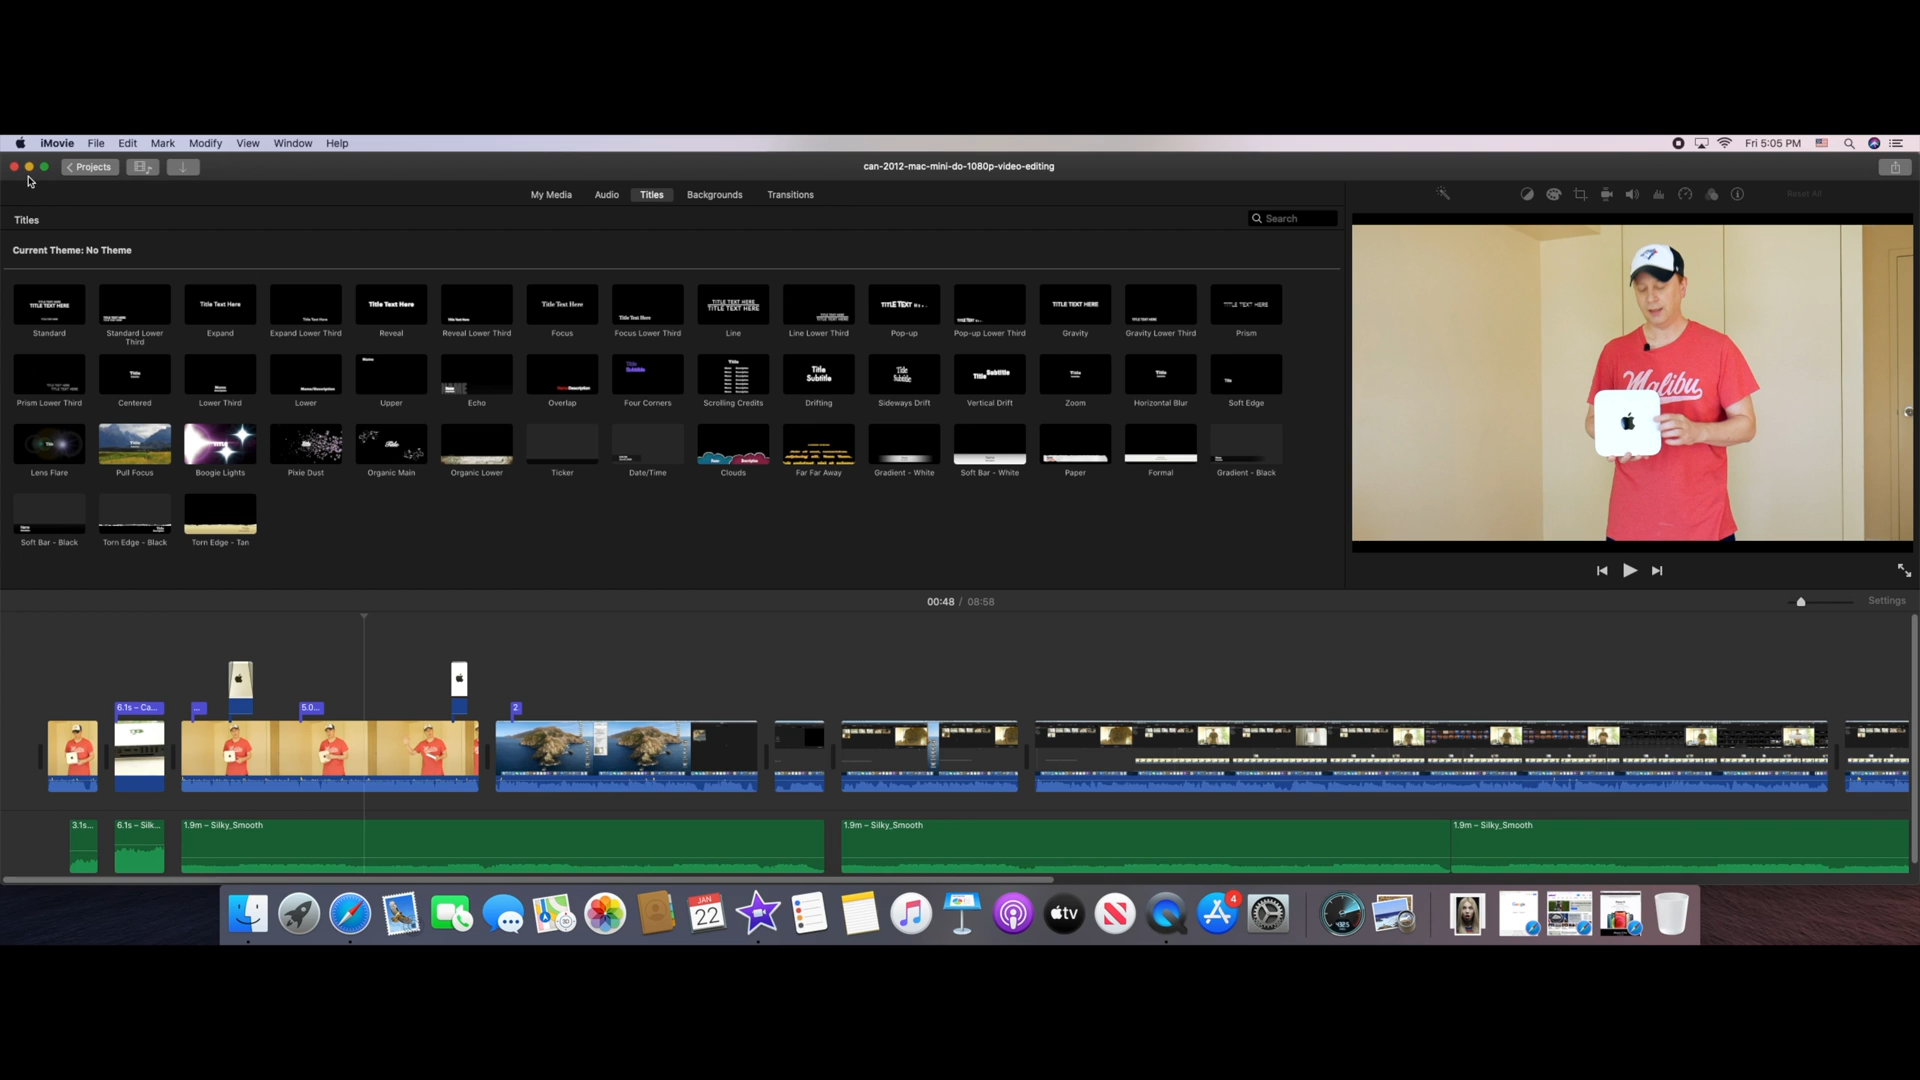 iMovie File Edit Mark Modify View Window Help
Fri 5:05 PM
Projects
can-2012-mac-mini-do-1080p-video-editing
My Media Audio Titles Backgrounds Transitions
Reset All
Titles
Search
Current Theme: No Theme
TITLE TEXT HERE
Title Text Here
Title Text Here
Title Text Here
TITLE TEXT HERE
TITLE TEXT HERE
TITLE TEXT
TITLE TEXT HERE
TITLE TEXT HERE
Standard
Standard Lower Third
Expand
Expand Lower Third
Reveal
Reveal Lower Third
Focus
Focus Lower Third
Line
Line Lower Third
Pop-up
Pop-up Lower Third
Gravity
Gravity Lower Third
Prism
Title
Subtitle
Title
Subtitle
Title
Subtitle
Title Subtitle
Prism Lower Third
Centered
Lower Third
Lower
Upper
Echo
Overlap
Four Corners
Scrolling Credits
Drifting
Sideways Drift
Vertical Drift
Zoom
Horizontal Blur
Soft Edge
Lens Flare
Pull Focus
Boogie Lights
Pixie Dust
Organic Main
Organic Lower
Ticker
Date/Time
Clouds
Far Far Away
Gradient - White
Soft Bar - White
Paper
Formal
Gradient - Black
Soft Bar - Black
Torn Edge - Black
Torn Edge - Tan
Malibu
00:48 / 08:58
Settings
6.1s – Ca...
...
5.0...
2
3.1s...
6.1s – Silk...
1.9m – Silky_Smooth
1.9m – Silky_Smooth
1.9m – Silky_Smooth
JAN
22
3D
tv
4